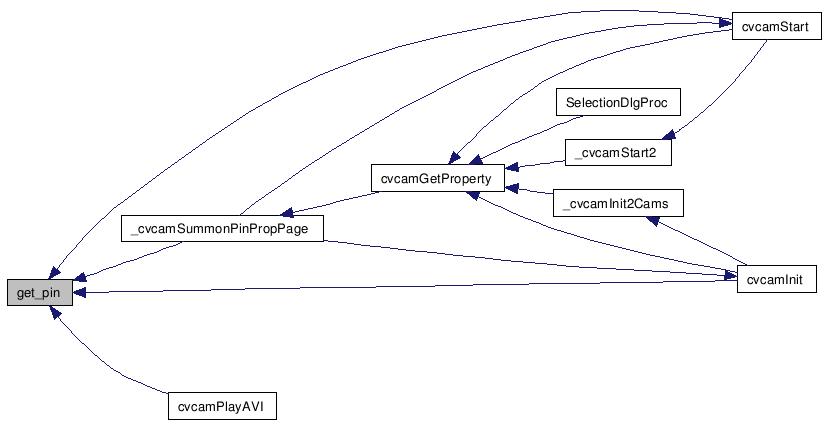 cvcamStart
SelectionDlgProc
_cvcamStart2
cvcamGetProperty
_cvcamInit2Cams
_cvcamSummonPinPropPage
cvcamInit
get_pin
cvcamPlayAVI